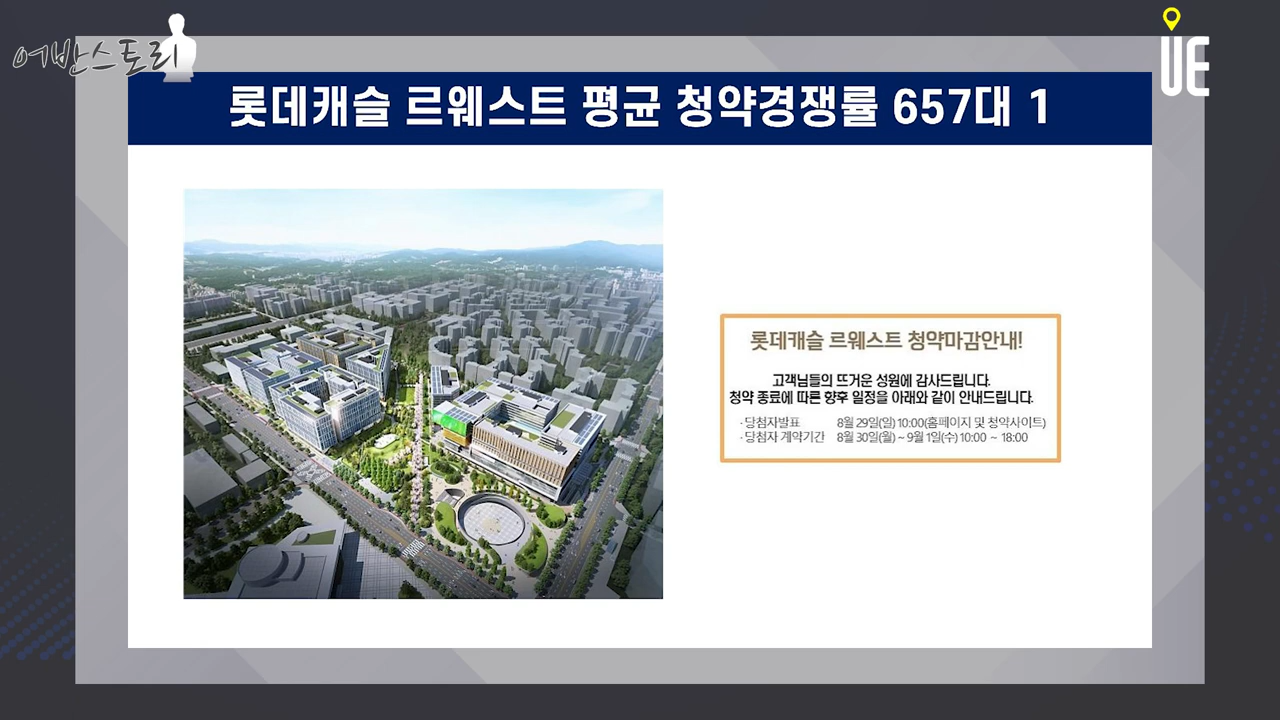 어반스토리
UE
롯데캐슬 르웨스트 평균 청약경쟁률 657대 1
롯데캐슬 르웨스트 청약마감안내!
고객님들의 뜨거운 성원에 감사드립니다.
청약 종료에 따른 향후 일정을 아래와 같이 안내드립니다.
· 당첨자발표 8월 29일(일) 10:00(홈페이지 및 청약사이트)
· 당첨자 계약기간 8월 30일(월) ~ 9월 1일(수) 10:00 ~ 18:00